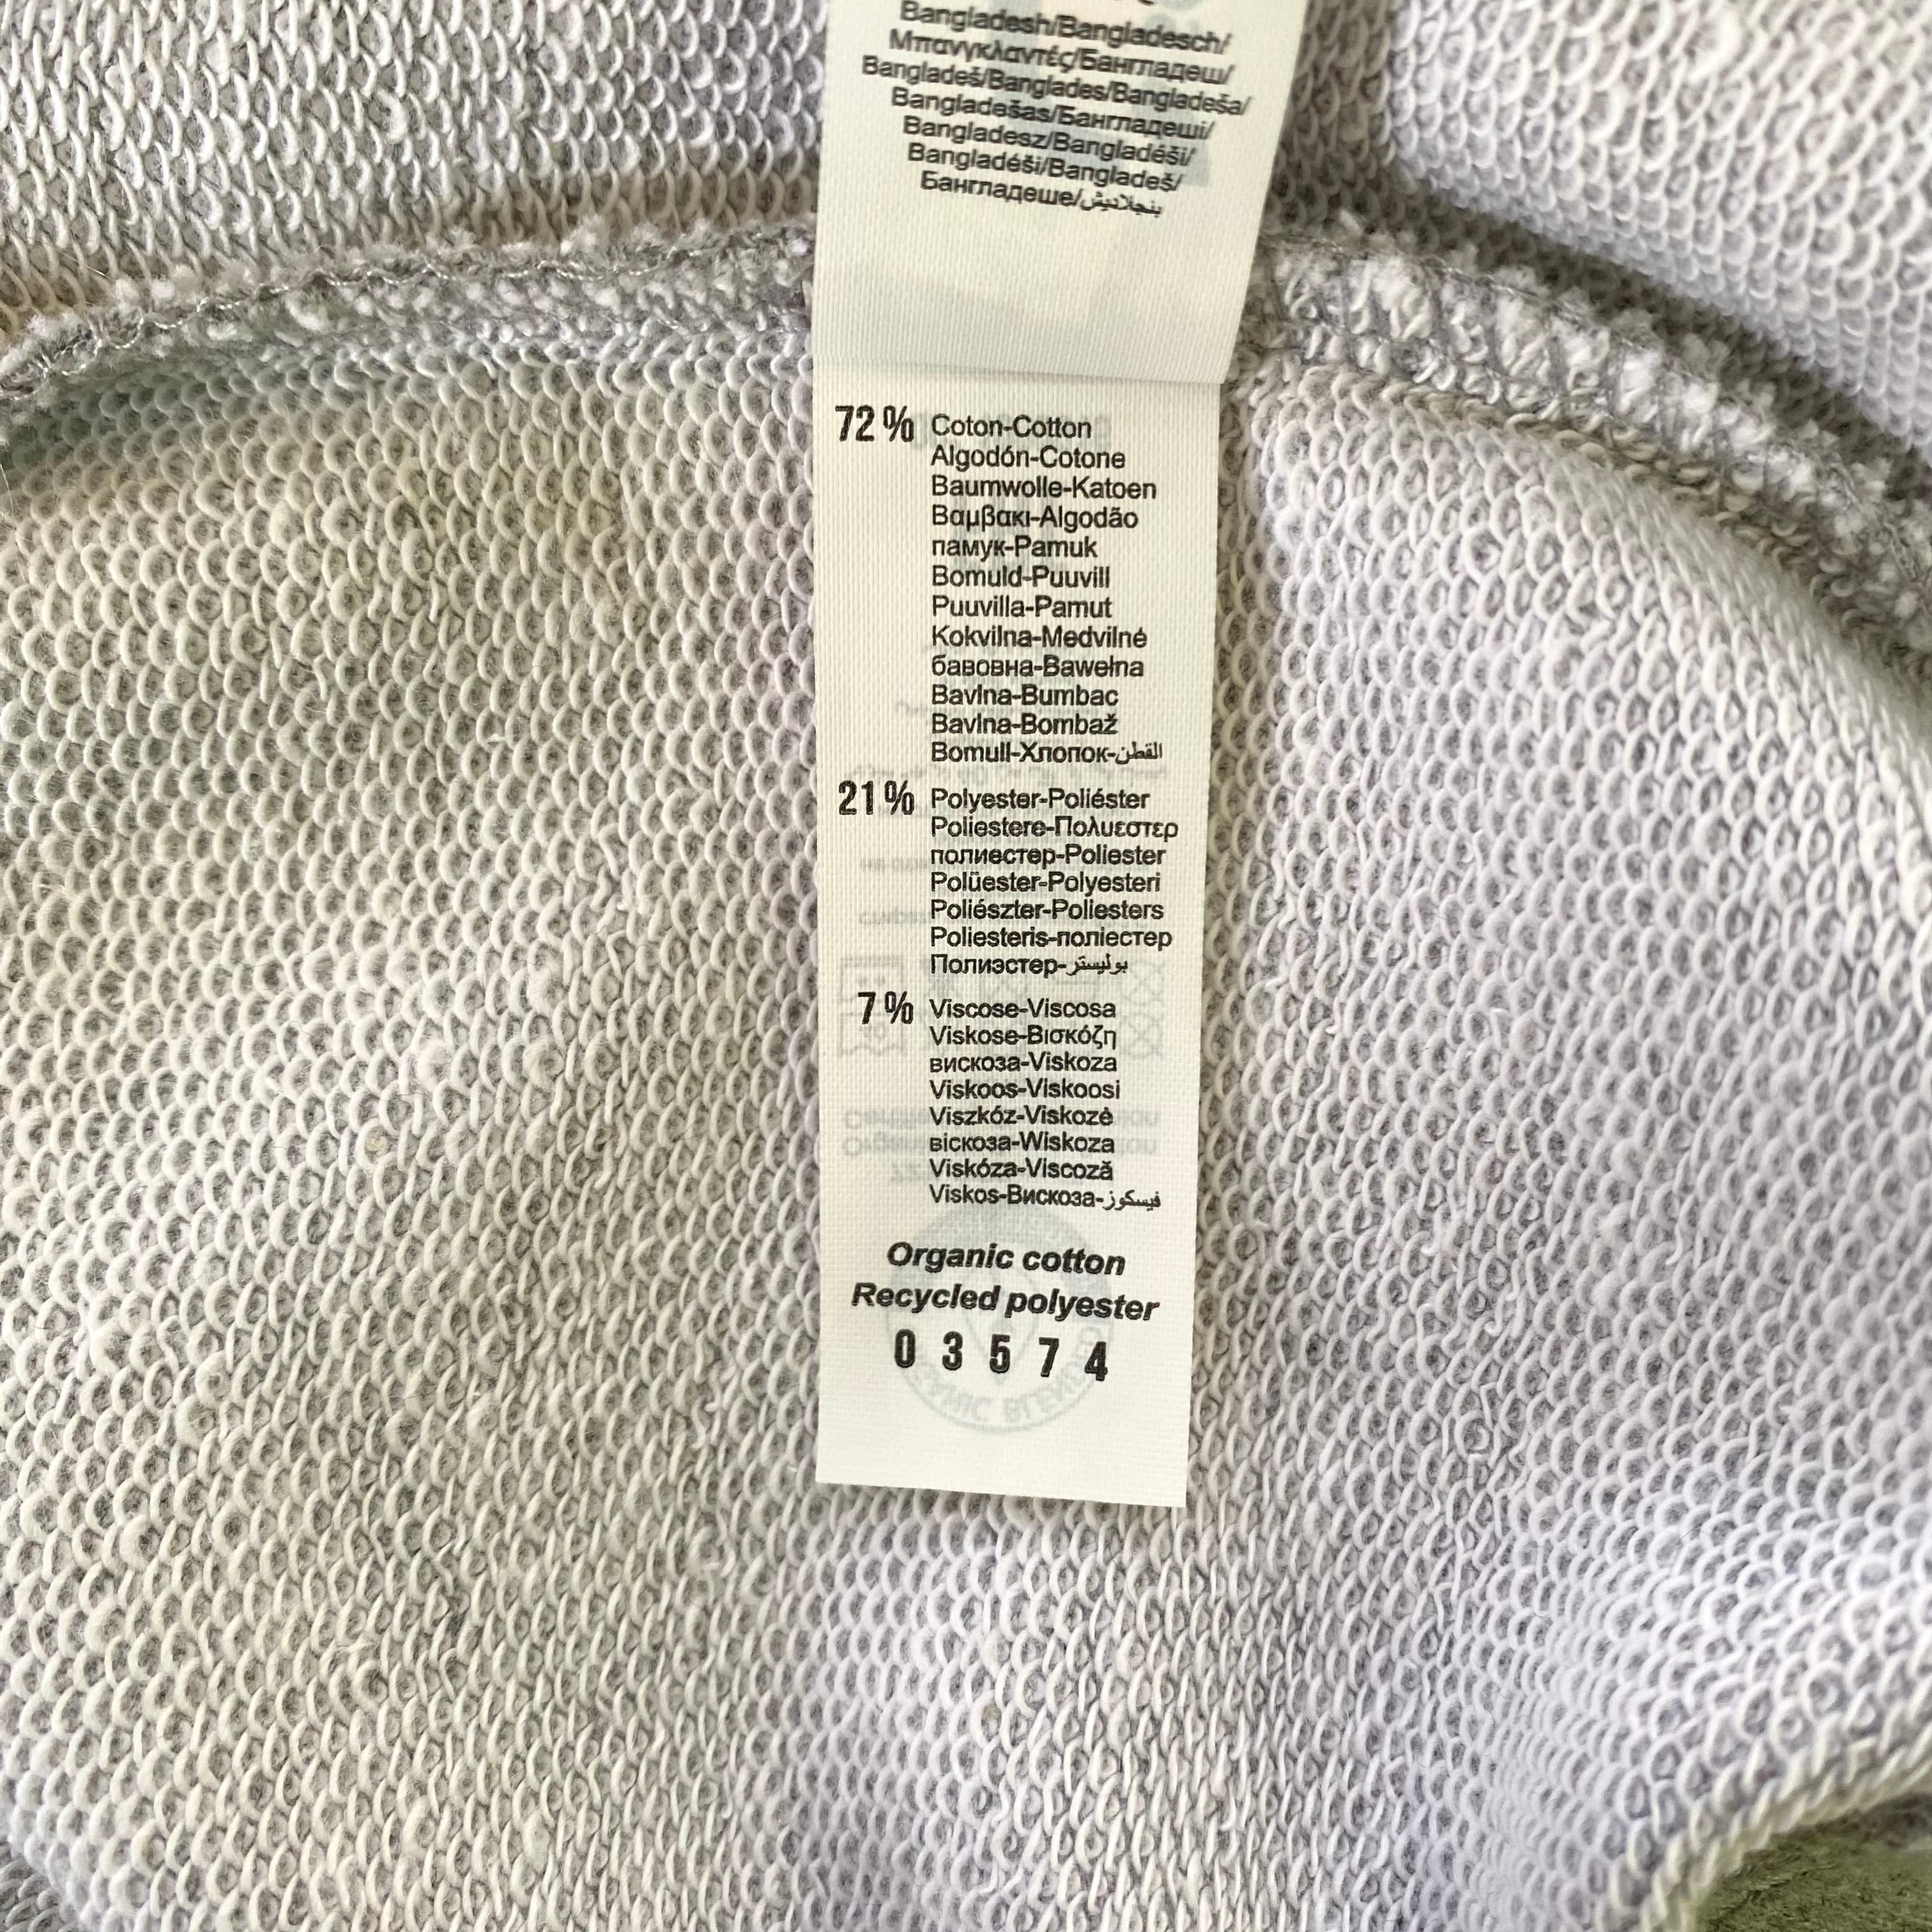 Bangladesh/Bangladesch/
Μπανγκλαντές/Бангладеш/
Bangladeš/Banglades/Bangladeša/
Bangladešas/Бангладеші/
Bangladesz/Bangladéši/
Bangladéši/Bangladeš/
Бангладеше/بنجلاديش
72% Coton-Cotton
Algodón-Cotone
Baumwolle-Katoen
Βαμβακι-Algodão
памук-Pamuk
Bomuld-Puuvill
Puuvilla-Pamut
Kokvilna-Medvilné
бавовна-Bawełna
Bavlna-Bumbac
Bavlna-Bombaž
Bomull-Хлопок-القطن
21% Polyester-Poliéster
Poliestere-Πολυεστερ
полиестер-Poliester
Polüester-Polyesteri
Poliészter-Poliesters
Poliesteris-поліестер
Полиэстер-بوليستر
7% Viscose-Viscosa
Viskose-Βισκόζη
вискоза-Viskoza
Viskoos-Viskoosi
Viszkóz-Viskozė
віскоза-Wiskoza
Viskóza-Viscoză
Viskos-Вискоза-فيسكوز
Organic cotton
Recycled polyester
0 3 5 7 4